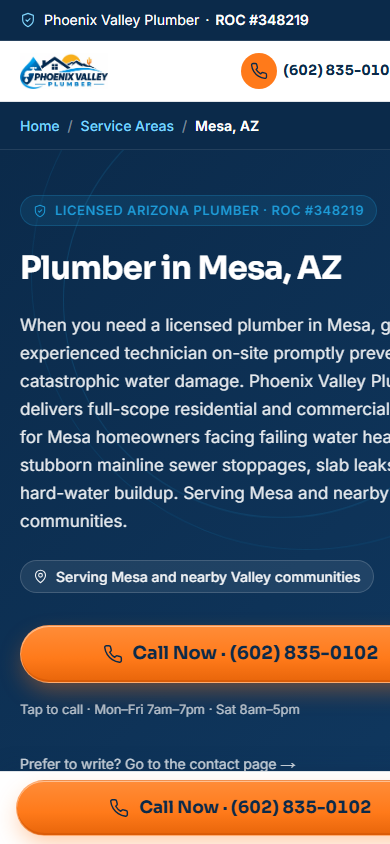 Phoenix Valley Plumber · ROC #348219
PHOENIX VALLEY
PLUMBER
(602) 835-010
Home / Service Areas / Mesa, AZ
LICENSED ARIZONA PLUMBER · ROC #348219
Plumber in Mesa, AZ
When you need a licensed plumber in Mesa, g
experienced technician on-site promptly preve
catastrophic water damage. Phoenix Valley Plu
delivers full-scope residential and commercial
for Mesa homeowners facing failing water hea
stubborn mainline sewer stoppages, slab leaks
hard-water buildup. Serving Mesa and nearby
communities.
Serving Mesa and nearby Valley communities
Call Now · (602) 835-0102
Tap to call · Mon–Fri 7am–7pm · Sat 8am–5pm
Prefer to write? Go to the contact page →
Call Now · (602) 835-0102